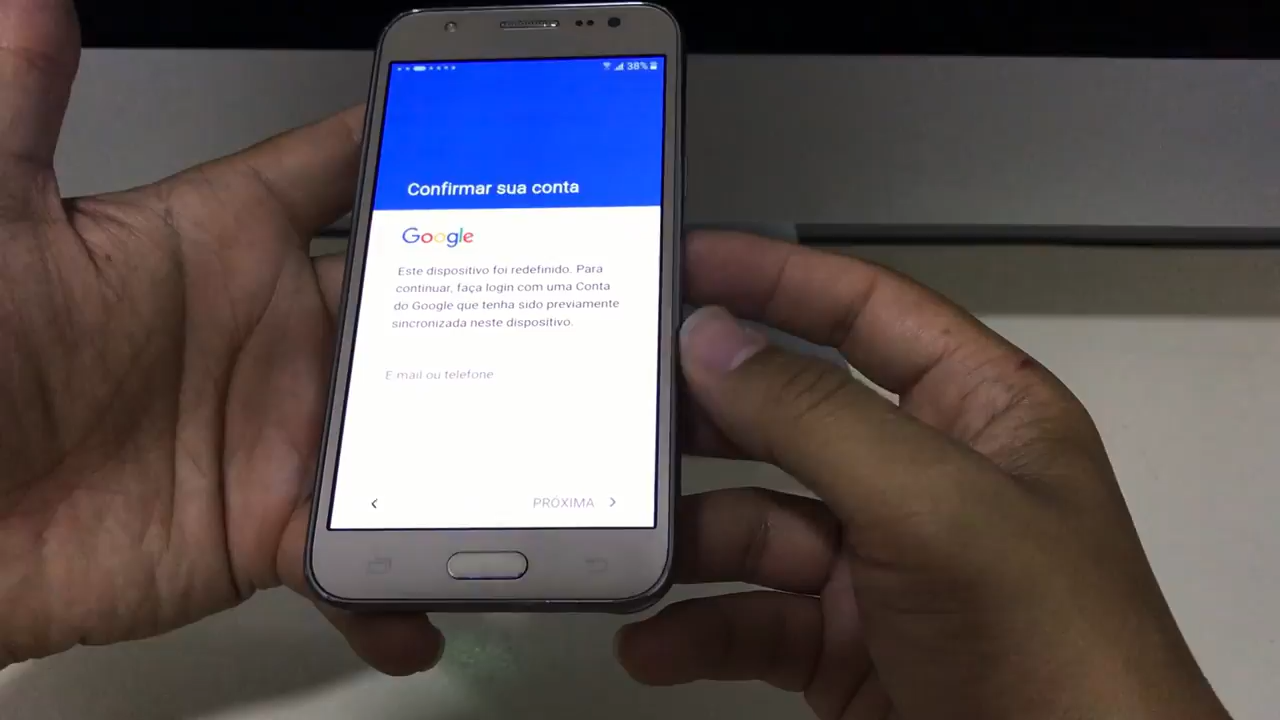 38%
Confirmar sua conta
Google
Este dispositivo foi redefinido. Para
continuar, faça login com uma Conta
do Google que tenha sido previamente
sincronizada neste dispositivo.
E-mail ou telefone
PRÓXIMA